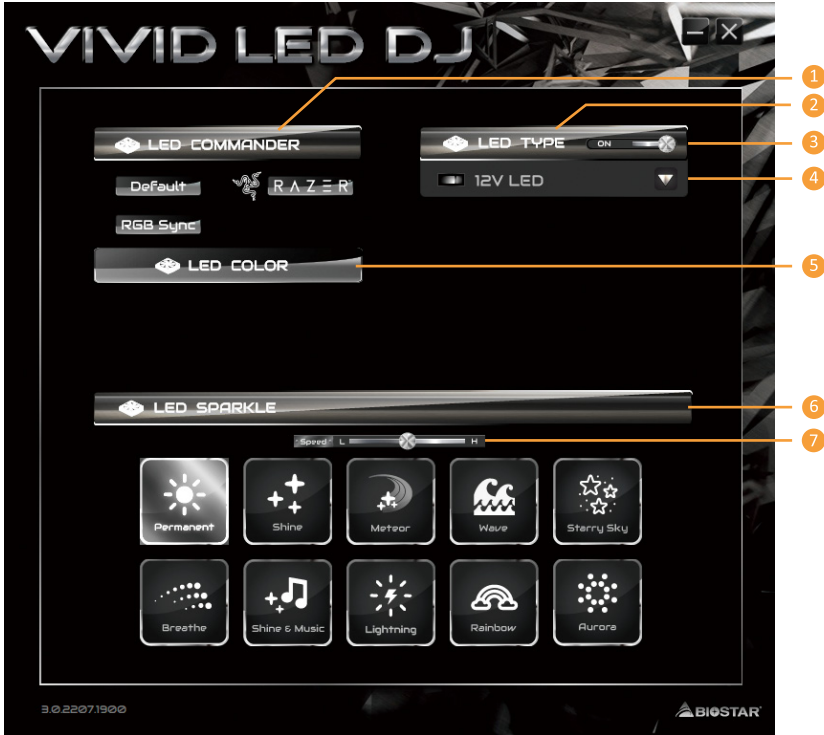 VIVID LED DJ
1
2
LED COMMANDER
LED TYPE ON
3
Default RAZER
12V LED
4
RGB Sync
LED COLOR
5
LED SPARKLE
6
Speed L H
7
Permanent Shine Meteor Wave Starry Sky
Breathe Shine & Music Lightning Rainbow Aurora
3.0.2207.1900
BIOSTAR